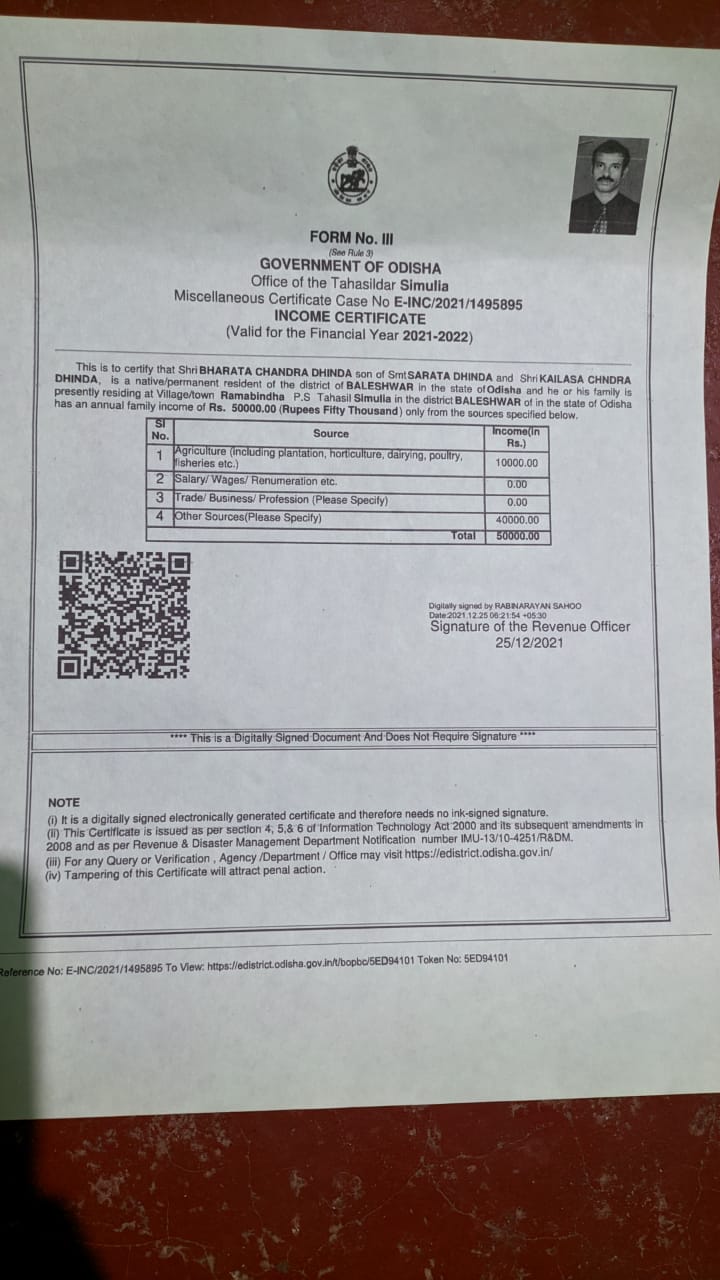 FORM No. III
(See Rule 3)
GOVERNMENT OF ODISHA
Office of the Tahasildar Simulia
Miscellaneous Certificate Case No E-INC/2021/1495895
INCOME CERTIFICATE
(Valid for the Financial Year 2021-2022)
This is to certify that Shri BHARATA CHANDRA DHINDA son of Smt SARATA DHINDA and Shri KAILASA CHNDRA
DHINDA, is a native/permanent resident of the district of BALESHWAR in the state of Odisha and he or his family is
presently residing at Village/town Ramabindha P.S Tahasil Simulia in the district BALESHWAR of in the state of Odisha
has an annual family income of Rs. 50000.00 (Rupees Fifty Thousand) only from the sources specified below.
Sl No. Source Income(In Rs.)
1 Agriculture (including plantation, horticulture, dairying, poultry, fisheries etc.) 10000.00
2 Salary/ Wages/ Renumeration etc. 0.00
3 Trade/ Business/ Profession (Please Specify) 0.00
4 Other Sources(Please Specify) 40000.00
Total 50000.00
Digitally signed by RABINARAYAN SAHOO
Date:2021.12.25 06:21:54 +05:30
Signature of the Revenue Officer
25/12/2021
**** This is a Digitally Signed Document And Does Not Require Signature ****
NOTE
(i) It is a digitally signed electronically generated certificate and therefore needs no ink-signed signature.
(ii) This Certificate is issued as per section 4, 5,& 6 of Information Technology Act 2000 and its subsequent amendments in
2008 and as per Revenue & Disaster Management Department Notification number IMU-13/10-4251/R&DM.
(iii) For any Query or Verification , Agency /Department / Office may visit https://edistrict.odisha.gov.in/
(iv) Tampering of this Certificate will attract penal action.
Reference No: E-INC/2021/1495895 To View: https://edistrict.odisha.gov.in/t/bopbc/5ED94101 Token No: 5ED94101